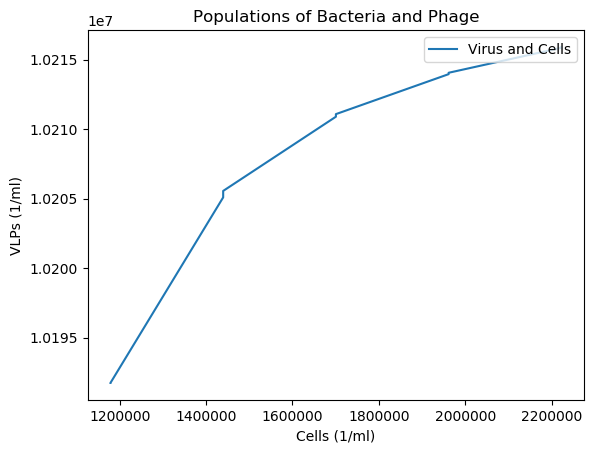 Populations of Bacteria and Phage
1e7
Virus and Cells
1.0215
1.0210
1.0205
1.0200
1.0195
VLPs (1/ml)
1200000 1400000 1600000 1800000 2000000 2200000
Cells (1/ml)